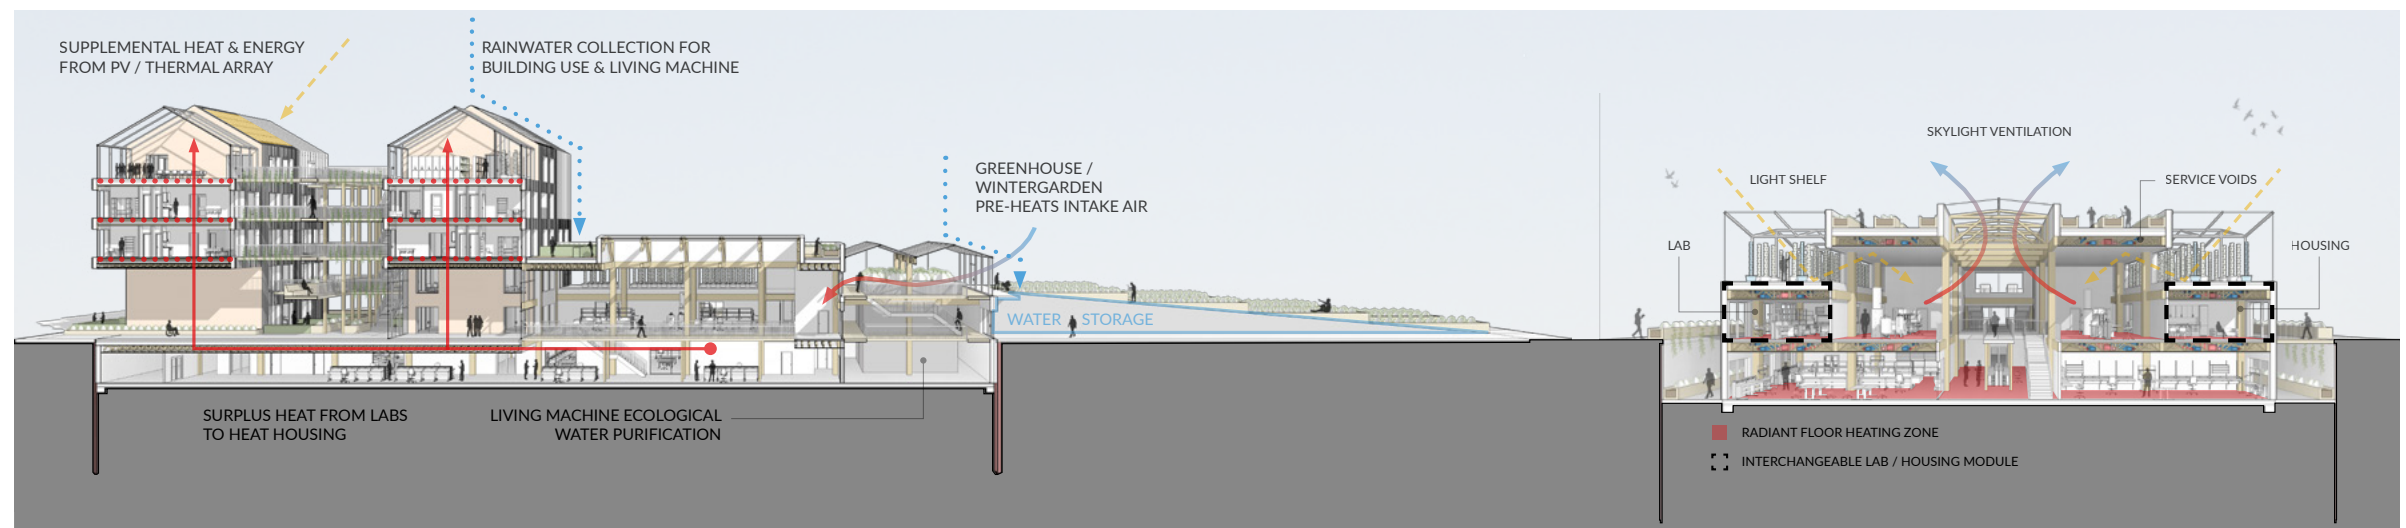 SUPPLEMENTAL HEAT & ENERGY
FROM PV / THERMAL ARRAY
RAINWATER COLLECTION FOR
BUILDING USE & LIVING MACHINE
GREENHOUSE /
WINTERGARDEN
PRE-HEATS INTAKE AIR
WATER STORAGE
SURPLUS HEAT FROM LABS
TO HEAT HOUSING
LIVING MACHINE ECOLOGICAL
WATER PURIFICATION
SKYLIGHT VENTILATION
LIGHT SHELF
SERVICE VOIDS
LAB
HOUSING
RADIANT FLOOR HEATING ZONE
INTERCHANGEABLE LAB / HOUSING MODULE